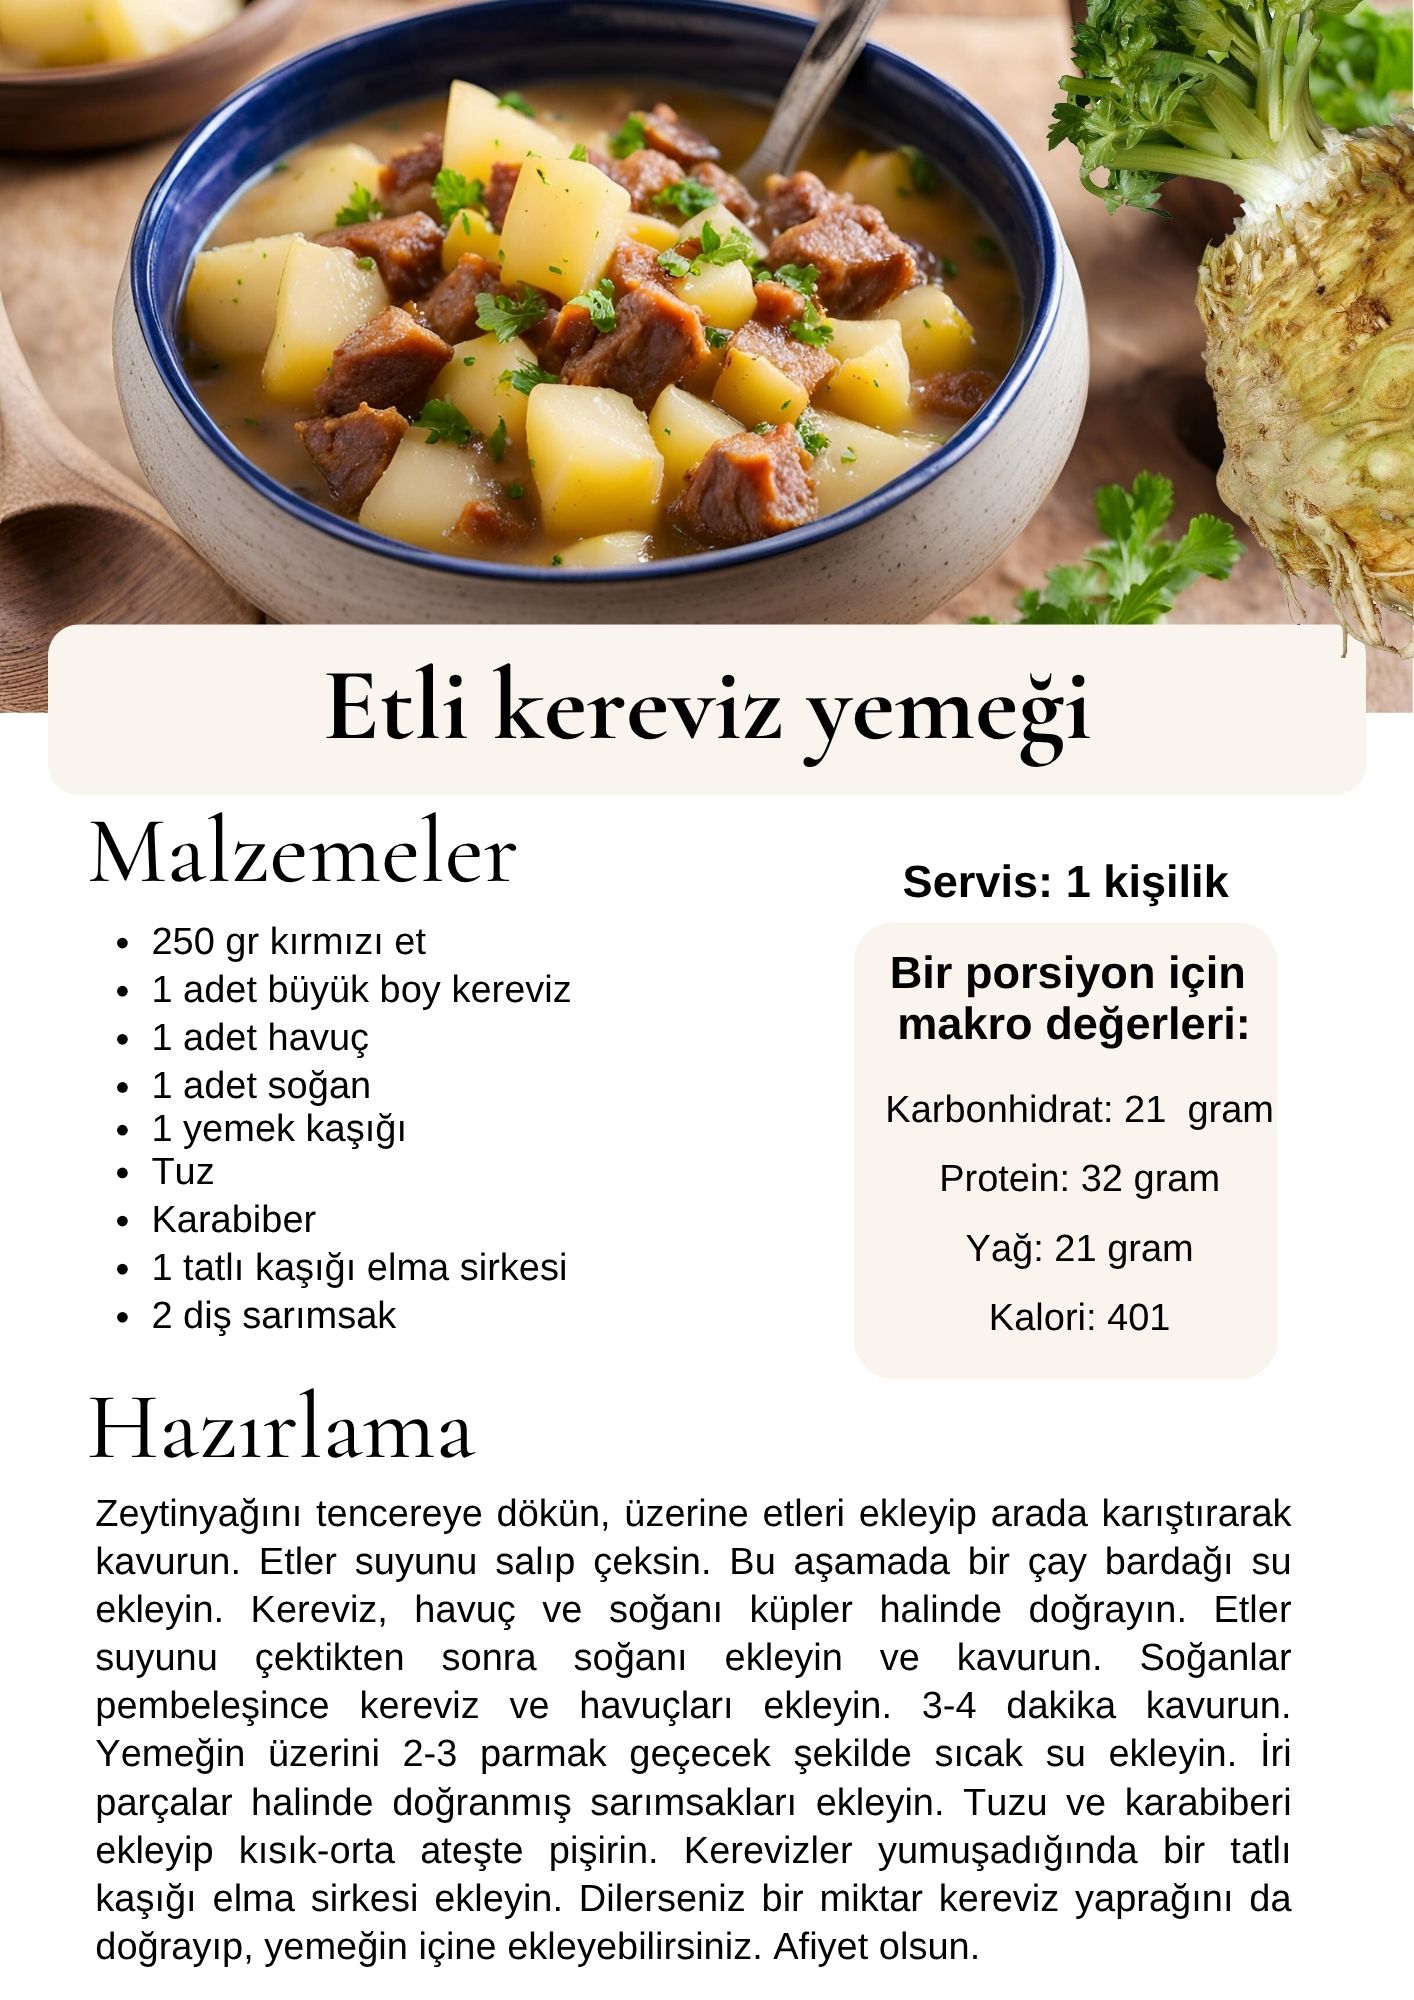 Etli kereviz yemeği
Malzemeler
250 gr kırmızı et
1 adet büyük boy kereviz
1 adet havuç
1 adet soğan
1 yemek kaşığı
Tuz
Karabiber
1 tatlı kaşığı elma sirkesi
2 diş sarımsak
Servis: 1 kişilik
Bir porsiyon için
makro değerleri:
Karbonhidrat: 21  gram
Protein: 32 gram
Yağ: 21 gram
Kalori: 401
Hazırlama
Zeytinyağını tencereye dökün, üzerine etleri ekleyip arada karıştırarak
kavurun. Etler suyunu salıp çeksin. Bu aşamada bir çay bardağı su
ekleyin. Kereviz, havuç ve soğanı küpler halinde doğrayın. Etler
suyunu çektikten sonra soğanı ekleyin ve kavurun. Soğanlar
pembeleşince kereviz ve havuçları ekleyin. 3-4 dakika kavurun.
Yemeğin üzerini 2-3 parmak geçecek şekilde sıcak su ekleyin. İri
parçalar halinde doğranmış sarımsakları ekleyin. Tuzu ve karabiberi
ekleyip kısık-orta ateşte pişirin. Kerevizler yumuşadığında bir tatlı
kaşığı elma sirkesi ekleyin. Dilerseniz bir miktar kereviz yaprağını da
doğrayıp, yemeğin içine ekleyebilirsiniz. Afiyet olsun.